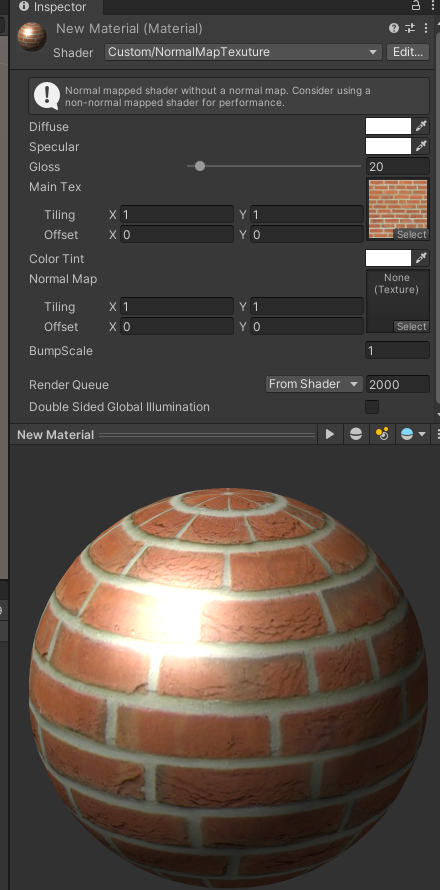 Inspector
New Material (Material)
Shader Custom/NormalMapTexuture Edit...
Normal mapped shader without a normal map. Consider using a
non-normal mapped shader for performance.
Diffuse
Specular
Gloss 20
Main Tex
Tiling X 1 Y 1
Offset X 0 Y 0 Select
Color Tint
Normal Map None
(Texture)
Tiling X 1 Y 1
Offset X 0 Y 0 Select
BumpScale 1
Render Queue From Shader 2000
Double Sided Global Illumination
New Material